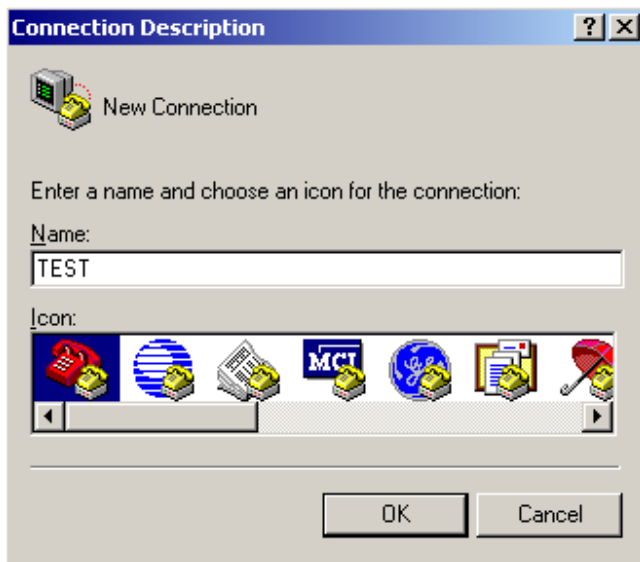 Connection Description
New Connection
Enter a name and choose an icon for the connection:
Name:
TEST
Icon:
MCI
OK Cancel